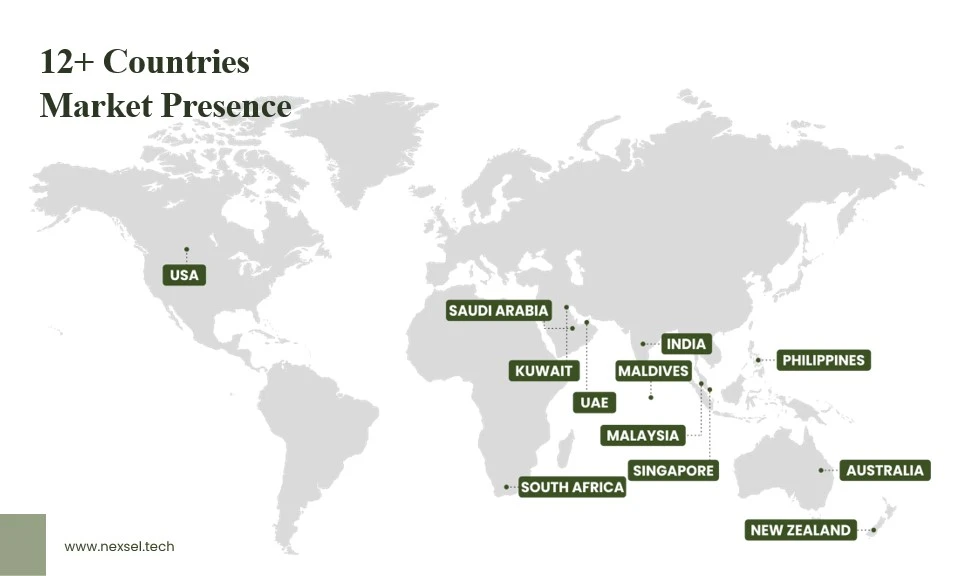 12+ Countries
Market Presence
USA
SAUDI ARABIA
INDIA
PHILIPPINES
KUWAIT
MALDIVES
UAE
MALAYSIA
SINGAPORE
AUSTRALIA
SOUTH AFRICA
NEW ZEALAND
www.nexsel.tech